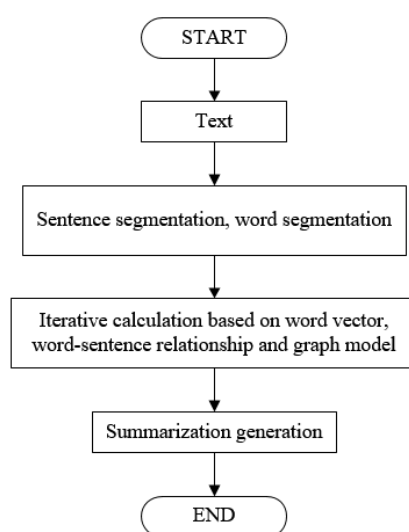 START
Text
Sentence segmentation, word segmentation
Iterative calculation based on word vector,
word-sentence relationship and graph model
Summarization generation
END